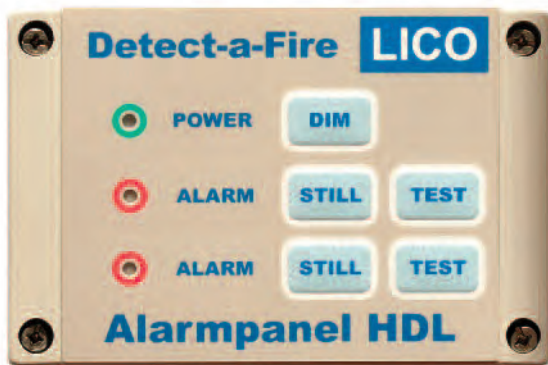 Detect-a-Fire LICO
POWER DIM
ALARM STILL TEST
ALARM STILL TEST
Alarmpanel HDL